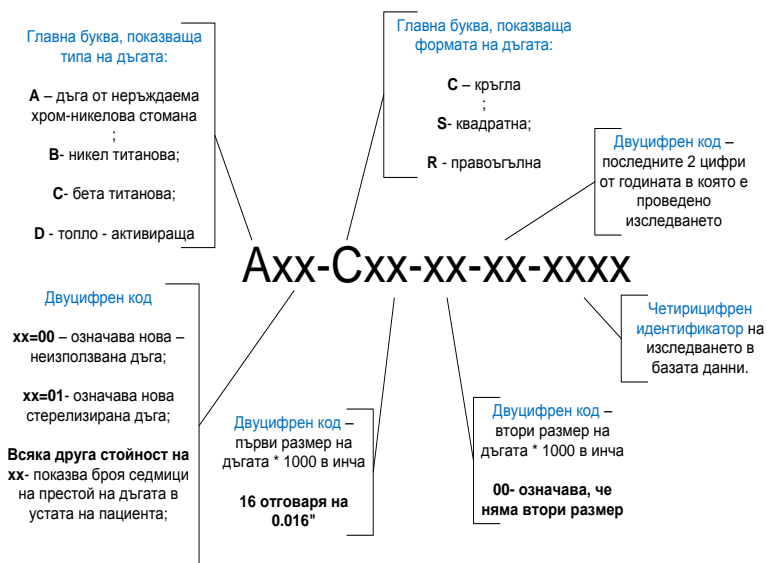 Главна буква, показваща
типа на дъгата:
А – дъга от неръждаема
хром-никелова стомана
;
B- никел титанова;
C- бета титанова;
D - топло - активираща
Главна буква, показваща
формата на дъгата:
C – кръгла
;
S- квадратна;
R - правоъгълна
Двуцифрен код –
последните 2 цифри
от годината в която е
проведено
изследването
Axx-Cxx-xx-xx-xxxx
Двуцифрен код
xx=00 – означава нова –
неизползвана дъга;
xx=01- означава нова
стерелизирана дъга;
Всяка друга стойност на
xx- показва броя седмици
на престой на дъгата в
устата на пациента;
Двуцифрен код –
първи размер на
дъгата * 1000 в инча
16 отговаря на
0.016"
Двуцифрен код –
втори размер на
дъгата * 1000 в инча
00- означава, че
няма втори размер
Четирицифрен
идентификатор на
изследването в
базата данни.